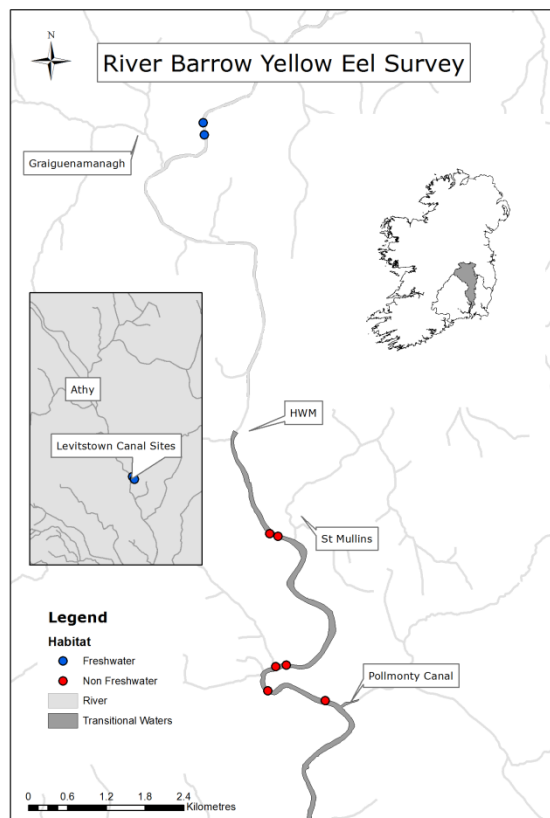 N
River Barrow Yellow Eel Survey
Graiguenamanagh
Athy
Levitstown Canal Sites
HWM
St Mullins
Pollmonty Canal
Legend
Habitat
Freshwater
Non Freshwater
River
Transitional Waters
0 0.6 1.2 1.8 2.4
Kilometres